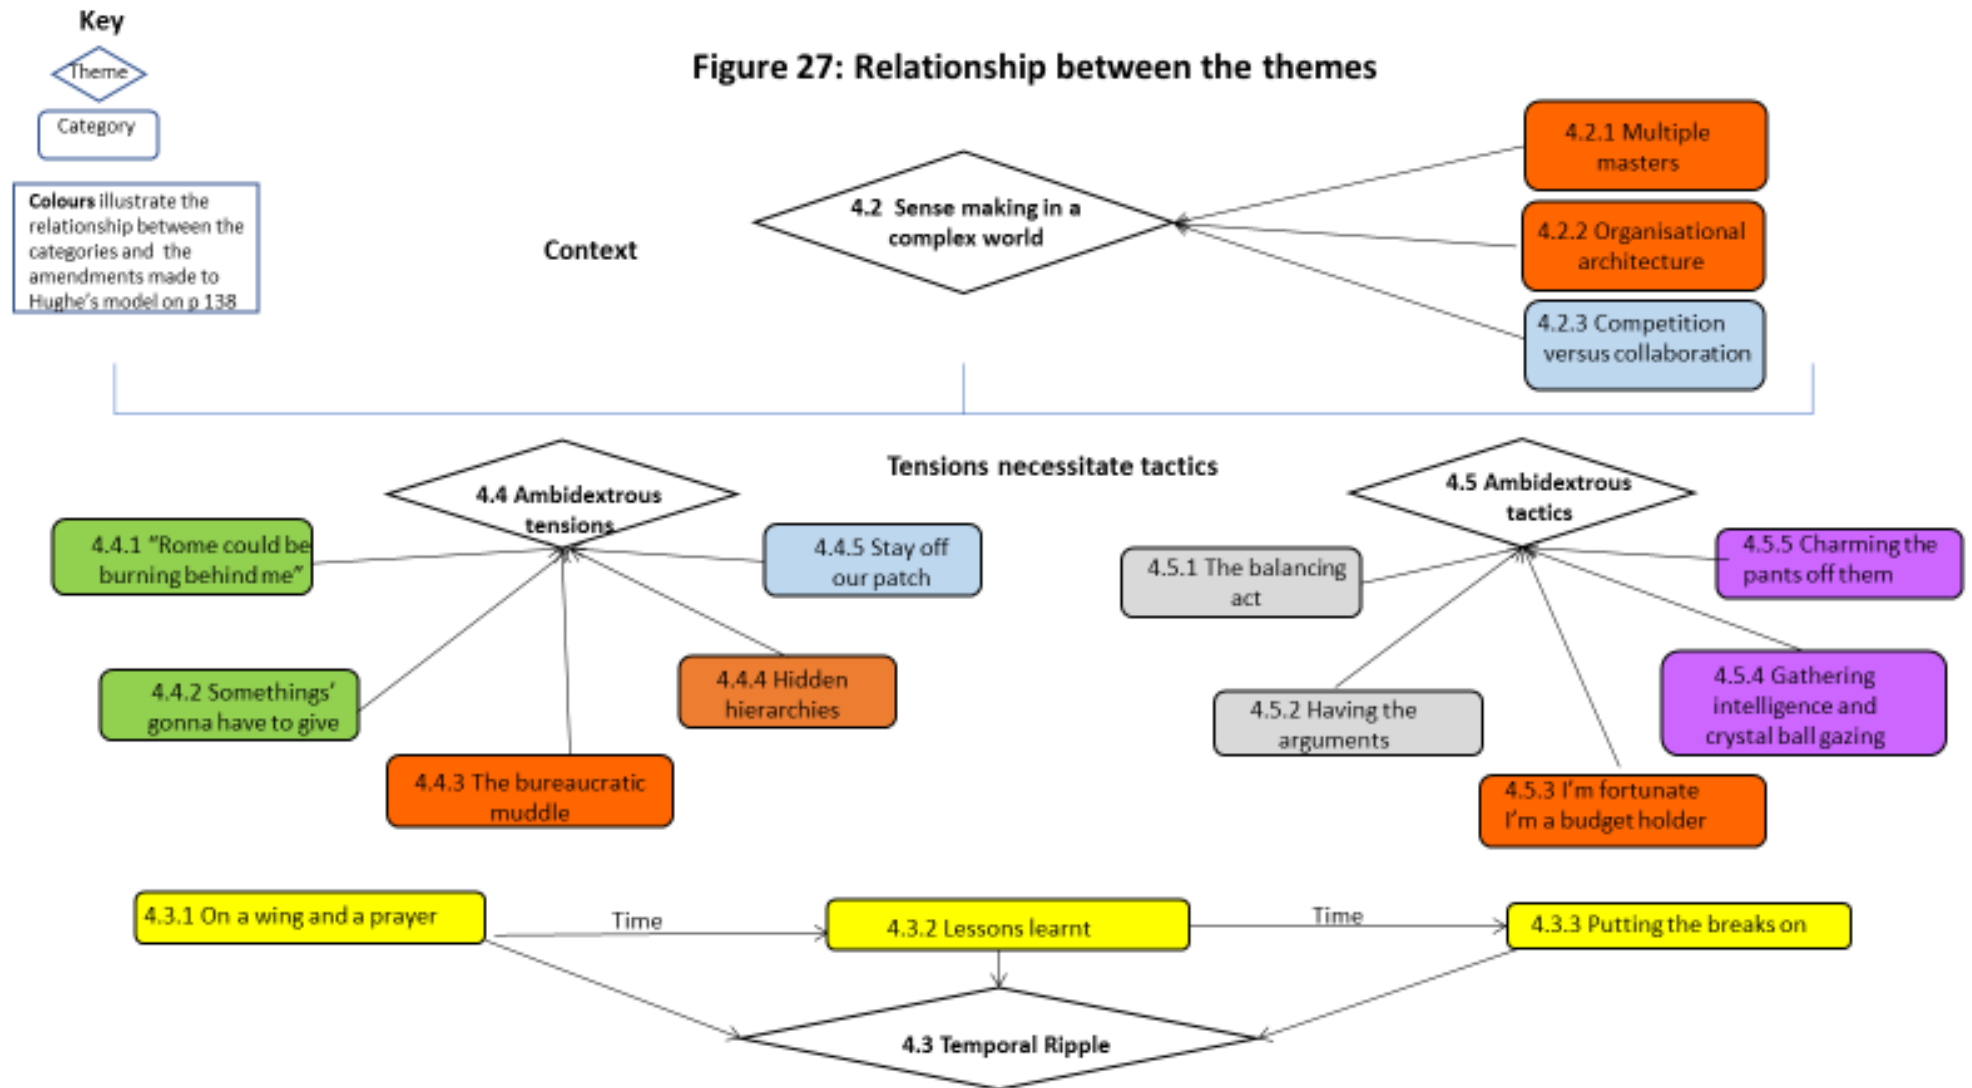 Key
Theme
Category
Colours illustrate the
relationship between the
categories and the
amendments made to
Hughe's model on p 138
Figure 27: Relationship between the themes
Context
4.2 Sense making in a
complex world
4.2.1 Multiple
masters
4.2.2 Organisational
architecture
4.2.3 Competition
versus collaboration
Tensions necessitate tactics
4.4 Ambidextrous
tensions
4.4.1 "Rome could be
burning behind me"
4.4.2 Somethings'
gonna have to give
4.4.3 The bureaucratic
muddle
4.4.4 Hidden
hierarchies
4.4.5 Stay off
our patch
4.5 Ambidextrous
tactics
4.5.1 The balancing
act
4.5.2 Having the
arguments
4.5.3 I'm fortunate
I'm a budget holder
4.5.4 Gathering
intelligence and
crystal ball gazing
4.5.5 Charming the
pants off them
4.3.1 On a wing and a prayer
Time
4.3.2 Lessons learnt
Time
4.3.3 Putting the breaks on
4.3 Temporal Ripple